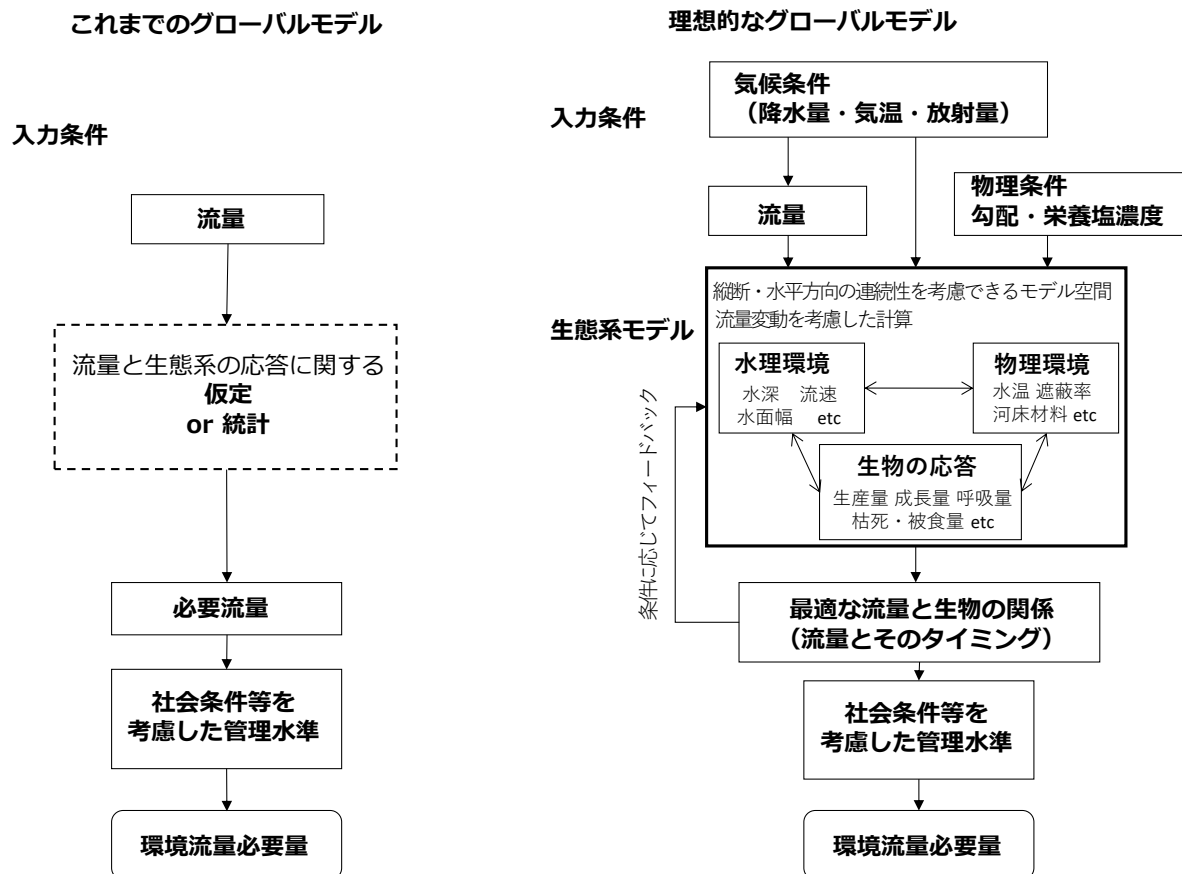 これまでのグローバルモデル
入力条件
流量
流量と生態系の応答に関する
仮定
or 統計
必要流量
社会条件等を
考慮した管理水準
環境流量必要量
理想的なグローバルモデル
入力条件
気候条件
（降水量・気温・放射量）
流量
物理条件
勾配・栄養塩濃度
生態系モデル
縦断・水平方向の連続性を考慮できるモデル空間
流量変動を考慮した計算
水理環境
水深 流速
水面幅 etc
物理環境
水温 遮蔽率
河床材料 etc
生物の応答
生産量 成長量 呼吸量
枯死・被食量 etc
条件に応じてフィードバック
最適な流量と生物の関係
（流量とそのタイミング）
社会条件等を
考慮した管理水準
環境流量必要量